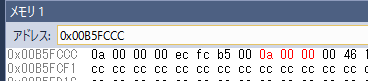 メモリ 1
アドレス: 0x00B5FCCC
0x00B5FCCC 0a 00 00 00 ec fc b5 00 0a 00 00 00 46 1
0x00B5FCF1 cc cc cc cc cc cc cc cc cc cc cc cc cc c